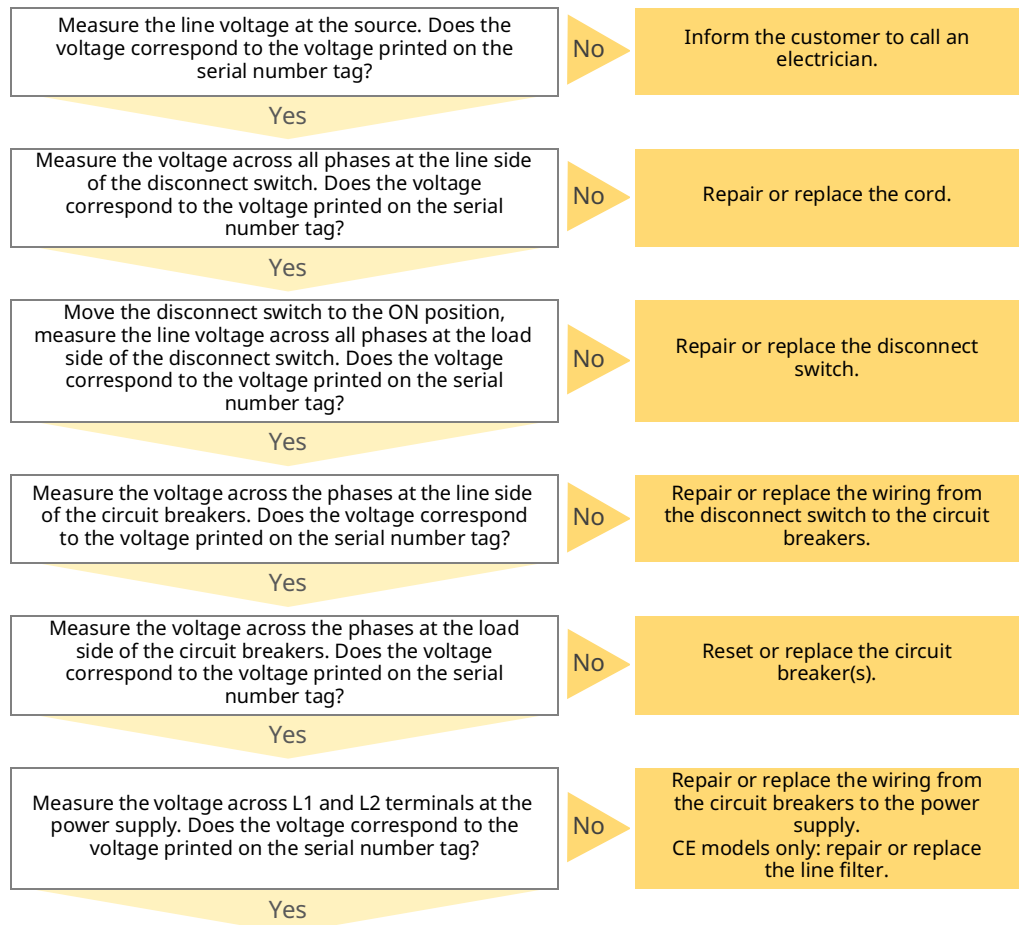 Measure the line voltage at the source. Does the
voltage correspond to the voltage printed on the
serial number tag?
No
Inform the customer to call an
electrician.
Yes
Measure the voltage across all phases at the line side
of the disconnect switch. Does the voltage
correspond to the voltage printed on the serial
number tag?
No
Repair or replace the cord.
Yes
Move the disconnect switch to the ON position,
measure the line voltage across all phases at the load
side of the disconnect switch. Does the voltage
correspond to the voltage printed on the serial
number tag?
No
Repair or replace the disconnect
switch.
Yes
Measure the voltage across the phases at the line side
of the circuit breakers. Does the voltage correspond
to the voltage printed on the serial number tag?
No
Repair or replace the wiring from
the disconnect switch to the circuit
breakers.
Yes
Measure the voltage across the phases at the load
side of the circuit breakers. Does the voltage
correspond to the voltage printed on the serial
number tag?
No
Reset or replace the circuit
breaker(s).
Yes
Measure the voltage across L1 and L2 terminals at the
power supply. Does the voltage correspond to the
voltage printed on the serial number tag?
No
Repair or replace the wiring from
the circuit breakers to the power
supply.
CE models only: repair or replace
the line filter.
Yes